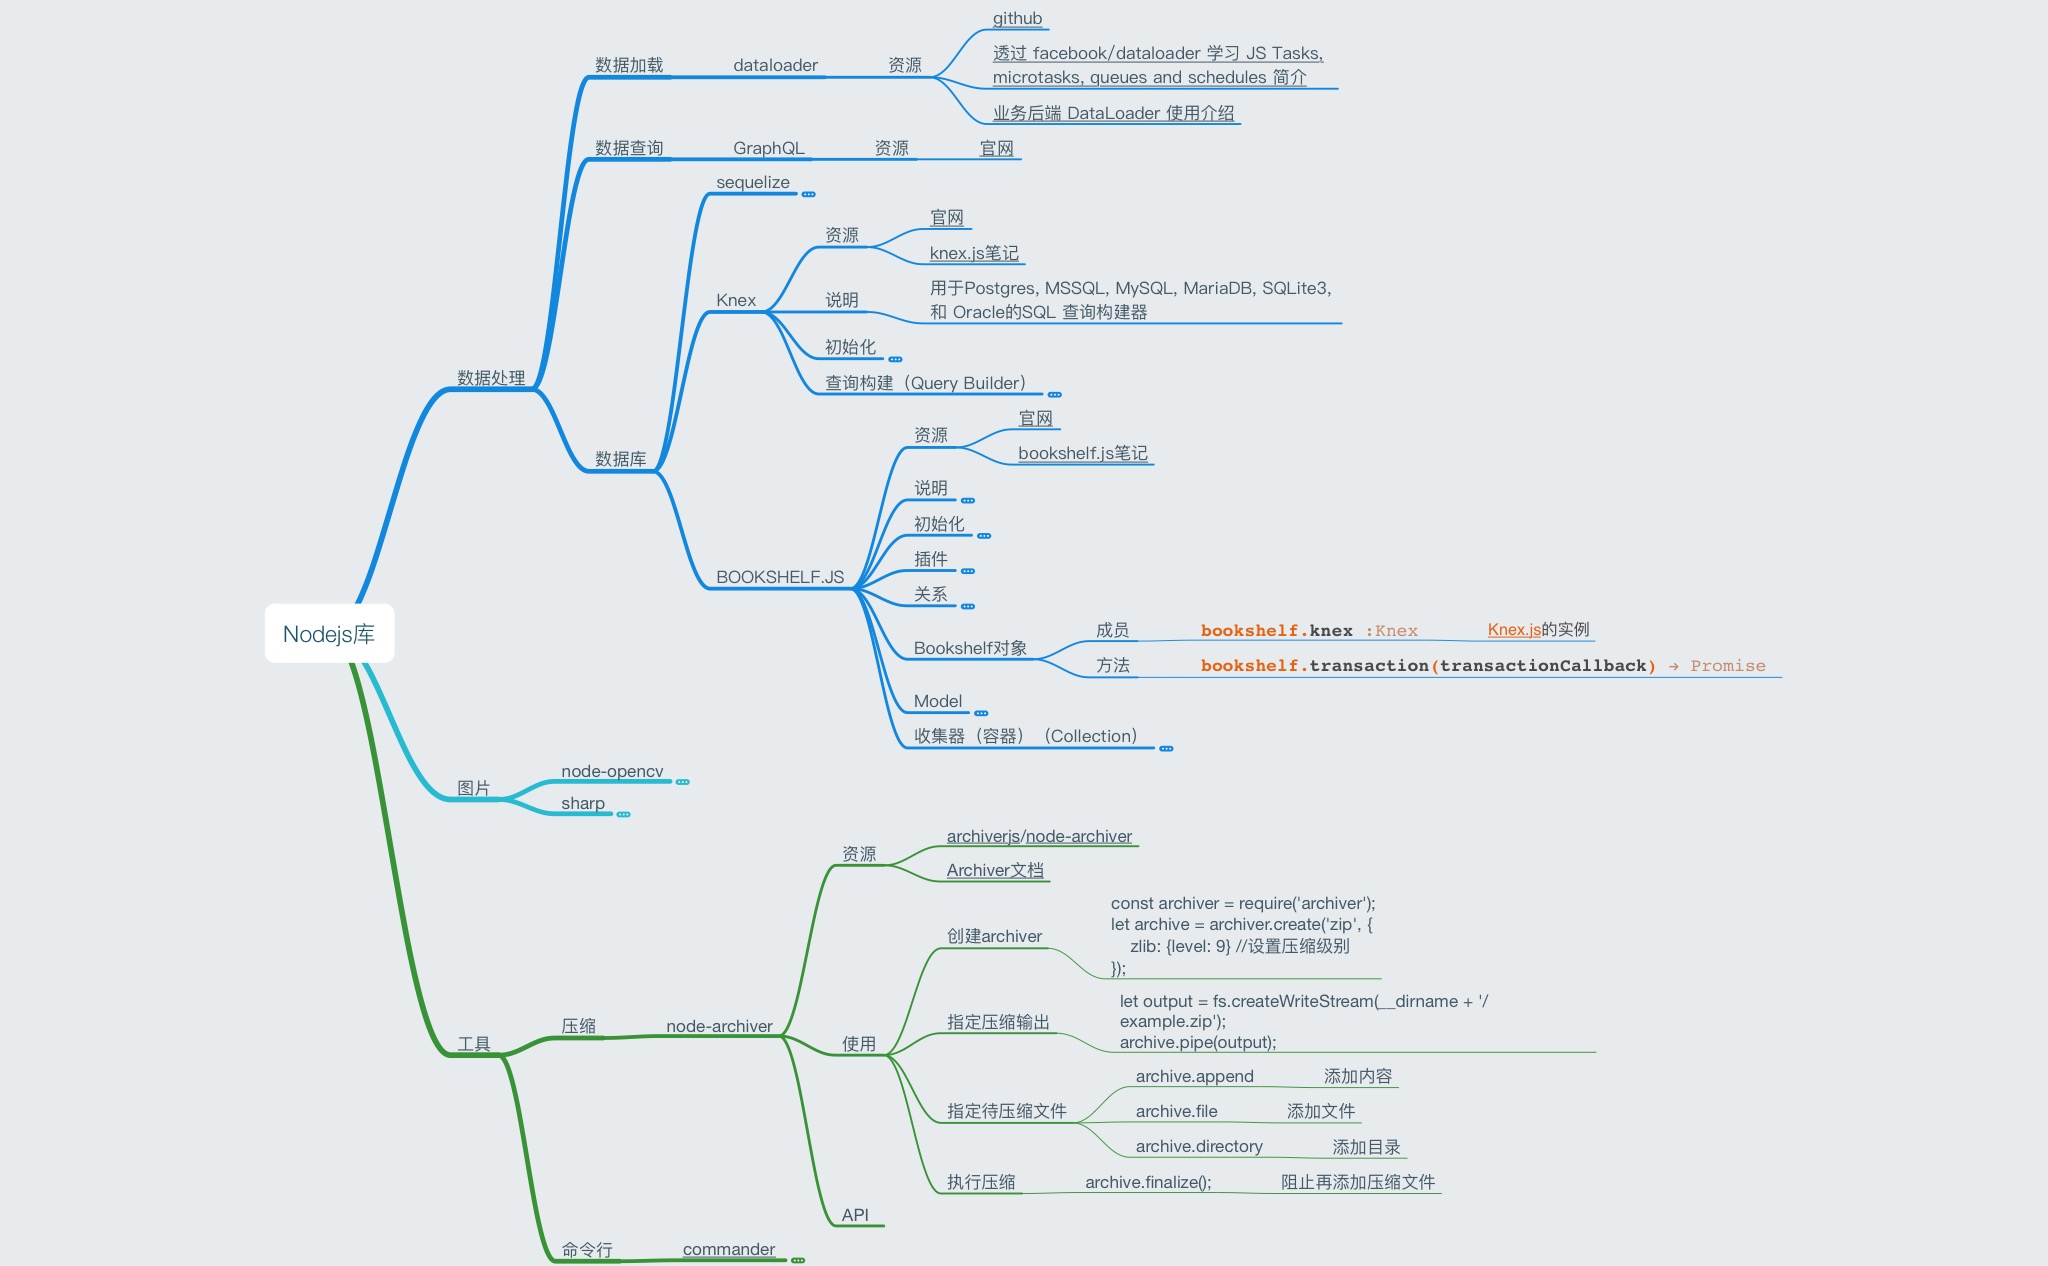 github
透过 facebook/dataloader 学习 JS Tasks,
microtasks, queues and schedules 简介
数据加载 dataloader 资源
业务后端 DataLoader 使用介绍
数据查询 GraphQL 资源 官网
sequelize
官网
资源
knex.js笔记
用于Postgres, MSSQL, MySQL, MariaDB, SQLite3,
和 Oracle的SQL 查询构建器
Knex 说明
初始化
数据处理
查询构建（Query Builder）
官网
资源
bookshelf.js笔记
数据库
说明
初始化
插件
BOOKSHELF.JS
关系
成员 bookshelf.knex :Knex Knex.js的实例
Nodejs库
Bookshelf对象
方法 bookshelf.transaction(transactionCallback) → Promise
Model
收集器（容器）（Collection）
node-opencv
图片
sharp
archiverjs/node-archiver
资源
Archiver文档
const archiver = require('archiver');
let archive = archiver.create('zip', {
创建archiver
zlib: {level: 9} //设置压缩级别
});
let output = fs.createWriteStream(__dirname + '/
example.zip');
archive.pipe(output);
指定压缩输出
压缩 node-archiver
工具
使用
archive.append 添加内容
指定待压缩文件 archive.file 添加文件
archive.directory 添加目录
执行压缩 archive.finalize(); 阻止再添加压缩文件
API
命令行 commander